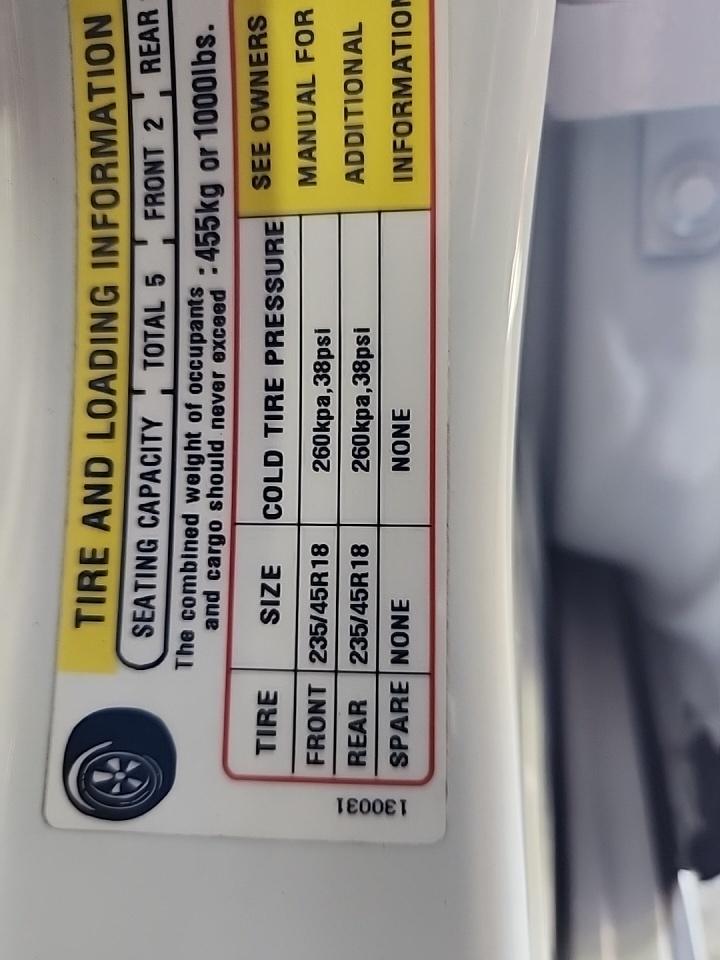 TIRE AND LOADING INFORMATION
SEATING CAPACITY TOTAL 5 FRONT 2 REAR
The combined weight of occupants
and cargo should never exceed : 455kg or 1000lbs.
TIRE SIZE COLD TIRE PRESSURE SEE OWNERS
FRONT 235/45R18 260kpa,38psi MANUAL FOR
REAR 235/45R18 260kpa,38psi ADDITIONAL
SPARE NONE NONE INFORMATION
130031